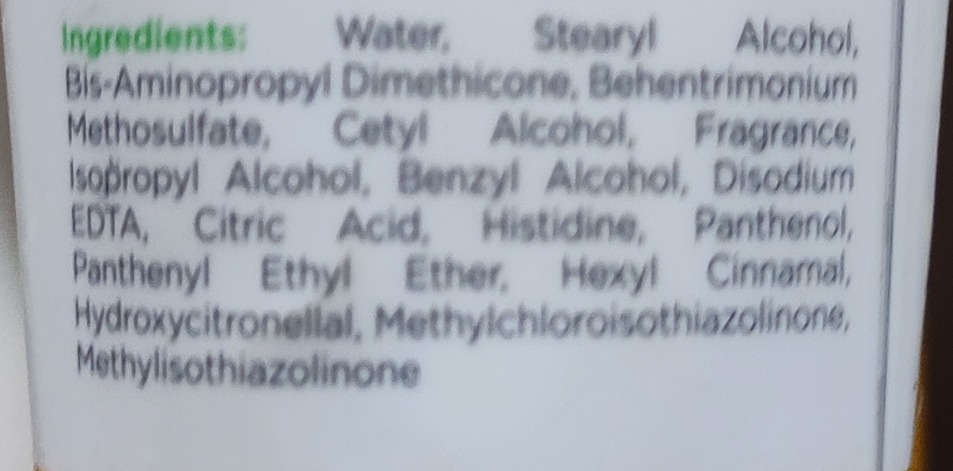 Ingredients: Water, Stearyl Alcohol,
Bis-Aminopropyl Dimethicone, Behentrimonium
Methosulfate, Cetyl Alcohol, Fragrance,
Isopropyl Alcohol, Benzyl Alcohol, Disodium
EDTA, Citric Acid, Histidine, Panthenol,
Panthenyl Ethyl Ether, Hexyl Cinnamal,
Hydroxycitronellal, Methylchloroisothiazolinone,
Methylisothiazolinone